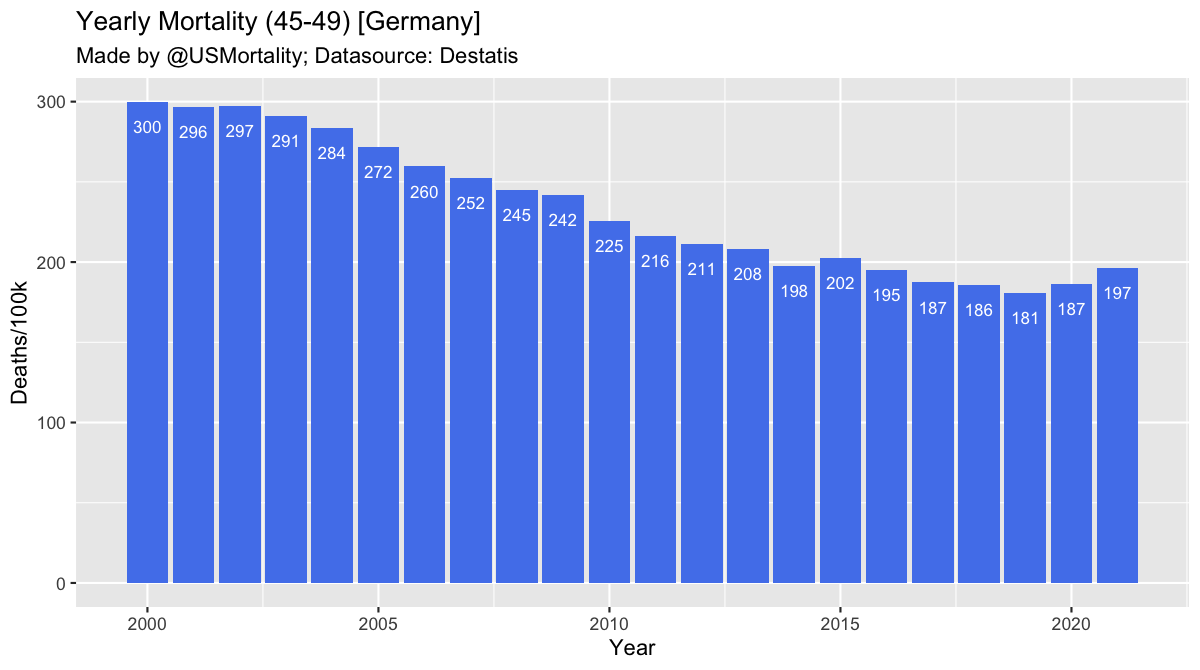 Yearly Mortality (45-49) [Germany]
Made by @USMortality; Datasource: Destatis
300
200
100
0
Deaths/100k
300 296 297 291 284 272 260 252 245 242 225 216 211 208 198 202 195 187 186 181 187 197
2000 2005 2010 2015 2020
Year